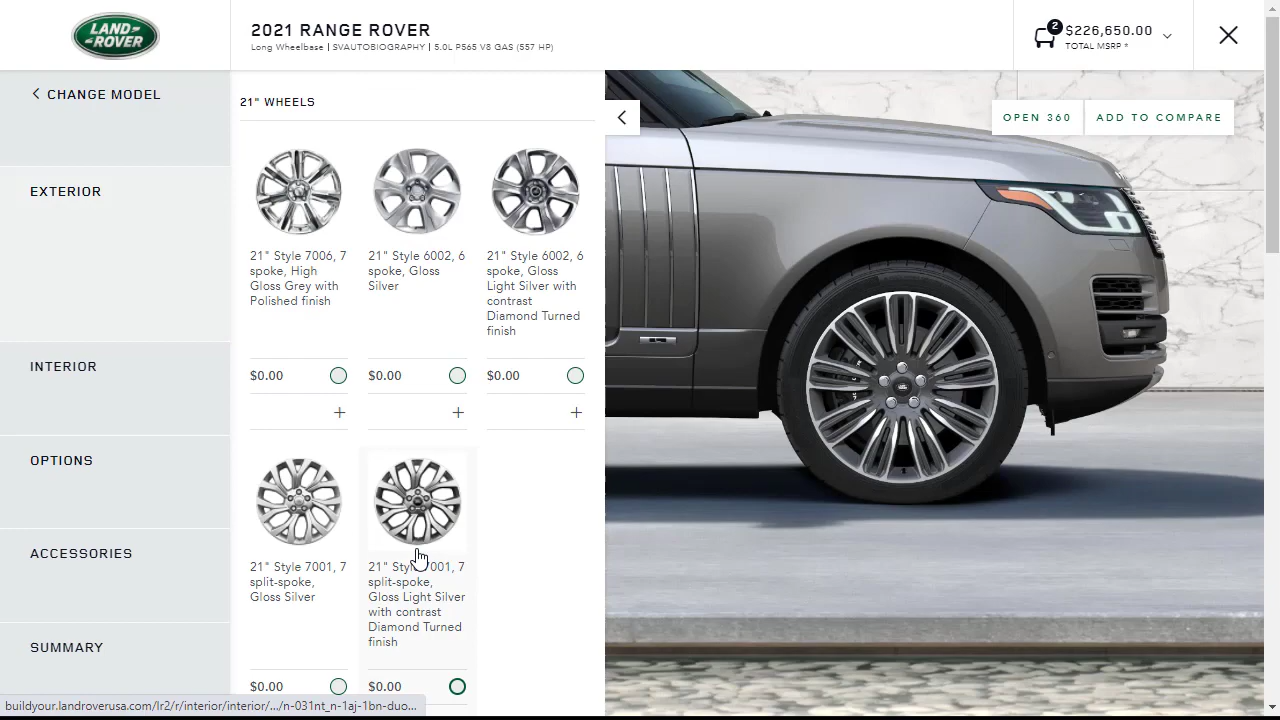 LAND-
-ROVER
2021 RANGE ROVER
Long Wheelbase | SVAUTOBIOGRAPHY | 5.0L P565 V8 GAS (557 HP)
2
$226,650.00
TOTAL MSRP *
CHANGE MODEL
EXTERIOR
INTERIOR
OPTIONS
ACCESSORIES
SUMMARY
21" WHEELS
21" Style 7006, 7
spoke, High
Gloss Grey with
Polished finish
$0.00
+
21" Style 6002, 6
spoke, Gloss
Silver
$0.00
+
21" Style 6002, 6
spoke, Gloss
Light Silver with
contrast
Diamond Turned
finish
$0.00
+
21" Style 7001, 7
split-spoke,
Gloss Silver
$0.00
21" Style 7001, 7
split-spoke,
Gloss Light Silver
with contrast
Diamond Turned
finish
$0.00
OPEN 360
ADD TO COMPARE
buildyour.landroverusa.com/lr2/r/interior/interior/.../n-031nt_n-1aj-1bn-duo...